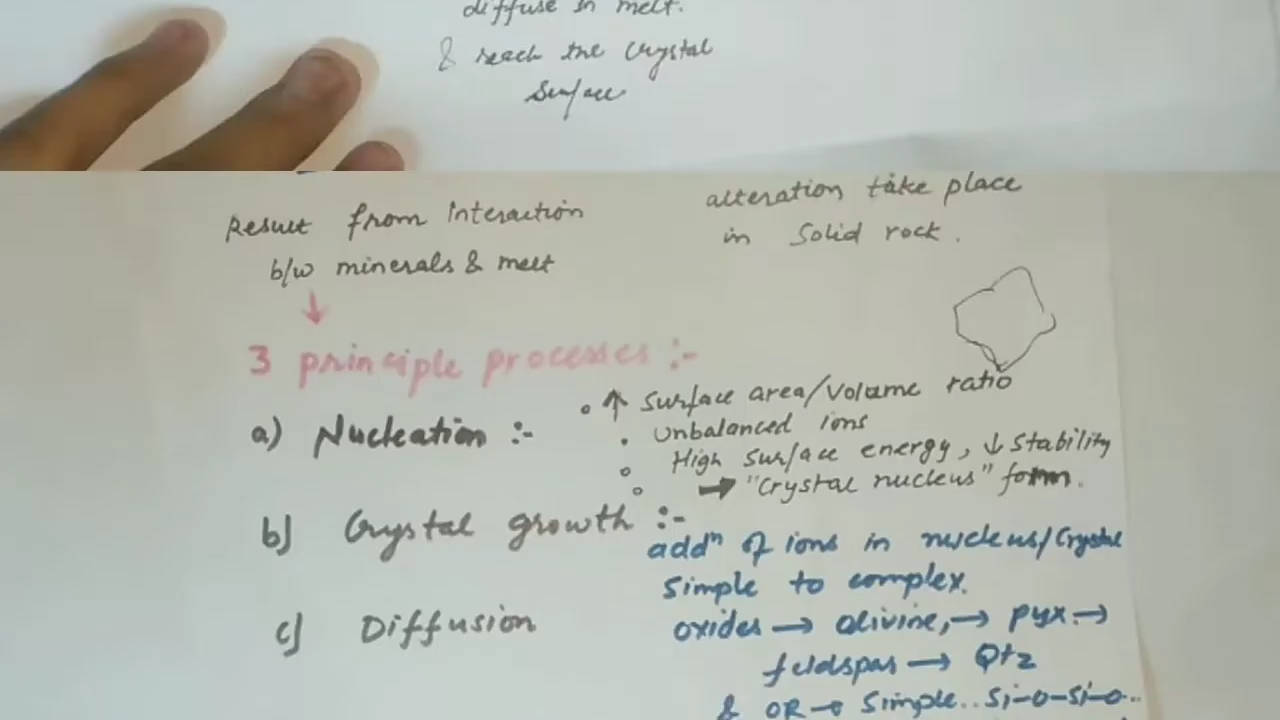 diffuse in melt.
& reach the Crystal
Surface
Result from Interaction
b/w minerals & melt
alteration take place
in Solid rock.
↓
3 principle processes :-
a) Nucleation :-
◦ ↑ Surface area/Volume ratio
• Unbalanced ions
◦ High Surface energy, ↓ Stability
◦ → "Crystal nucleus" form.
b) Crystal growth :-
addⁿ of ions in nucleus/Crystal
Simple to complex.
oxides → olivine, → pyx. →
feldspar → Qtz
& OR → Simple.. Si-o-Si-o..
c) Diffusion